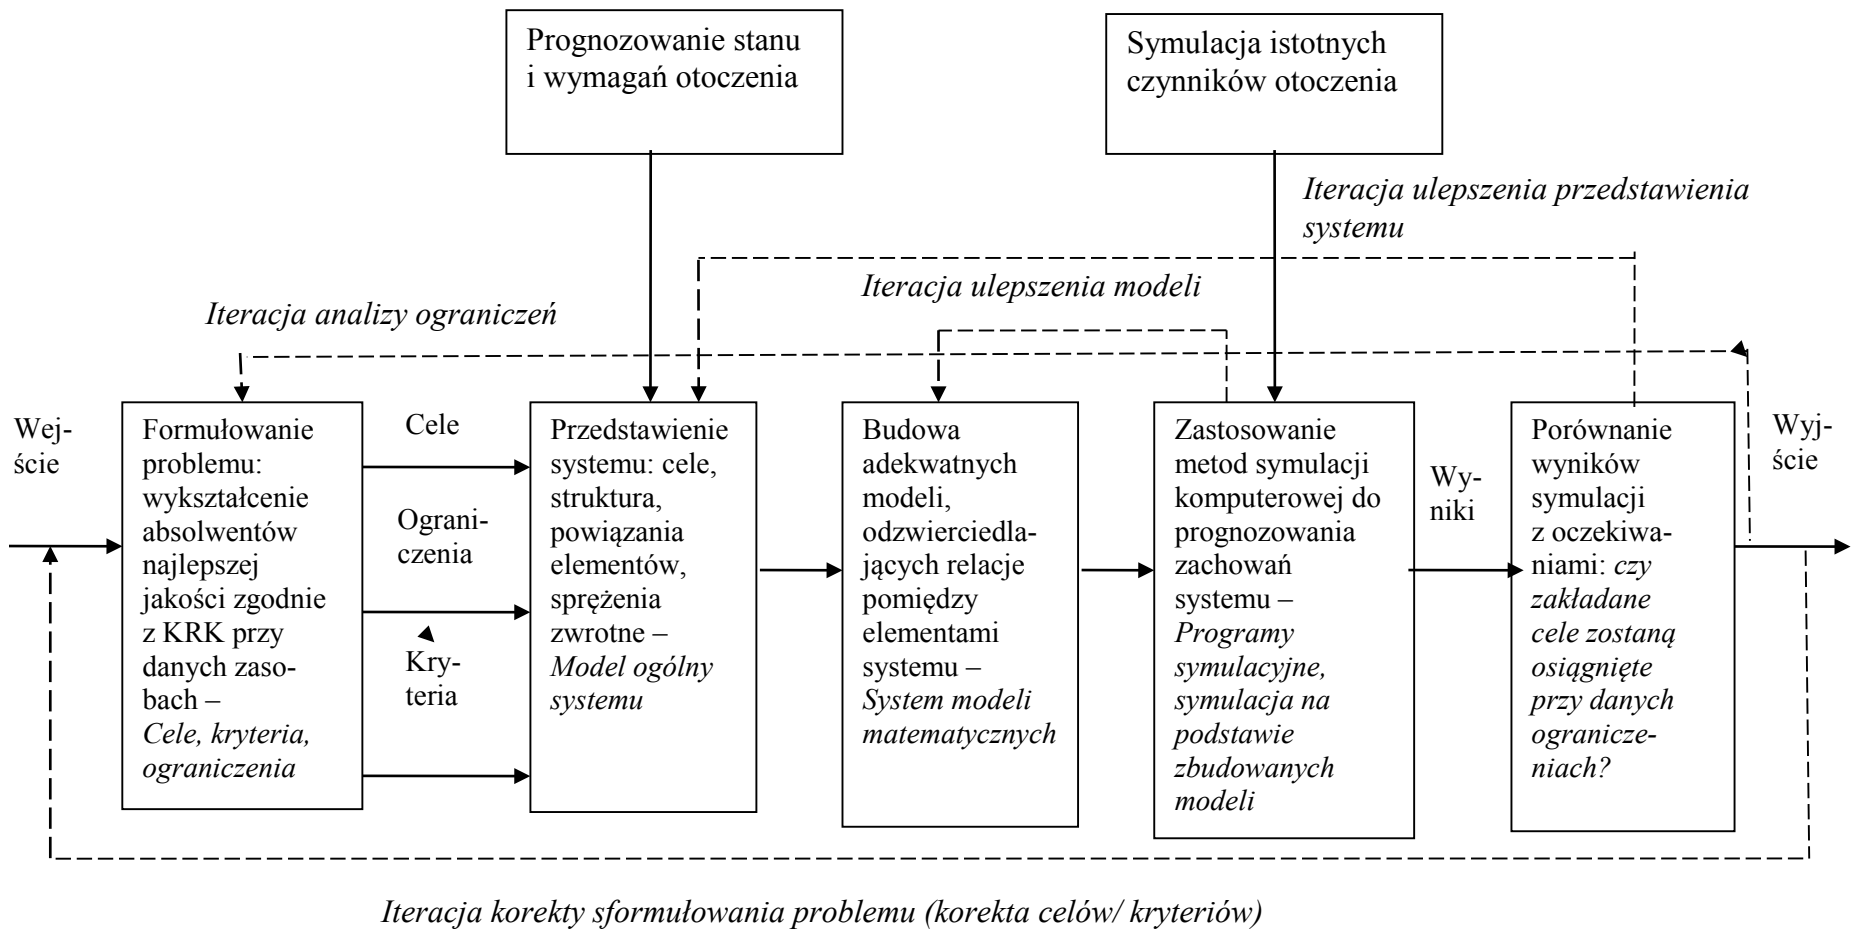 Prognozowanie stanu
i wymagań otoczenia
Symulacja istotnych
czynników otoczenia
Iteracja ulepszenia przedstawienia
systemu
Iteracja ulepszenia modeli
Iteracja analizy ograniczeń
Wej-
ście
Formułowanie
problemu:
wykształcenie
absolwentów
najlepszej
jakości zgodnie
z KRK przy
danych zaso-
bach –
Cele, kryteria,
ograniczenia
Cele
Ograni-
czenia
Kry-
teria
Przedstawienie
systemu: cele,
struktura,
powiązania
elementów,
sprężenia
zwrotne –
Model ogólny
systemu
Budowa
adekwatnych
modeli,
odzwierciedla-
jących relacje
pomiędzy
elementami
systemu –
System modeli
matematycznych
Zastosowanie
metod symulacji
komputerowej do
prognozowania
zachowań
systemu –
Programy
symulacyjne,
symulacja na
podstawie
zbudowanych
modeli
Wy-
niki
Porównanie
wyników
symulacji
z oczekiwa-
niami: czy
zakładane
cele zostaną
osiągnięte
przy danych
ogranicze-
niach?
Wyj-
ście
Iteracja korekty sformułowania problemu (korekta celów/ kryteriów)